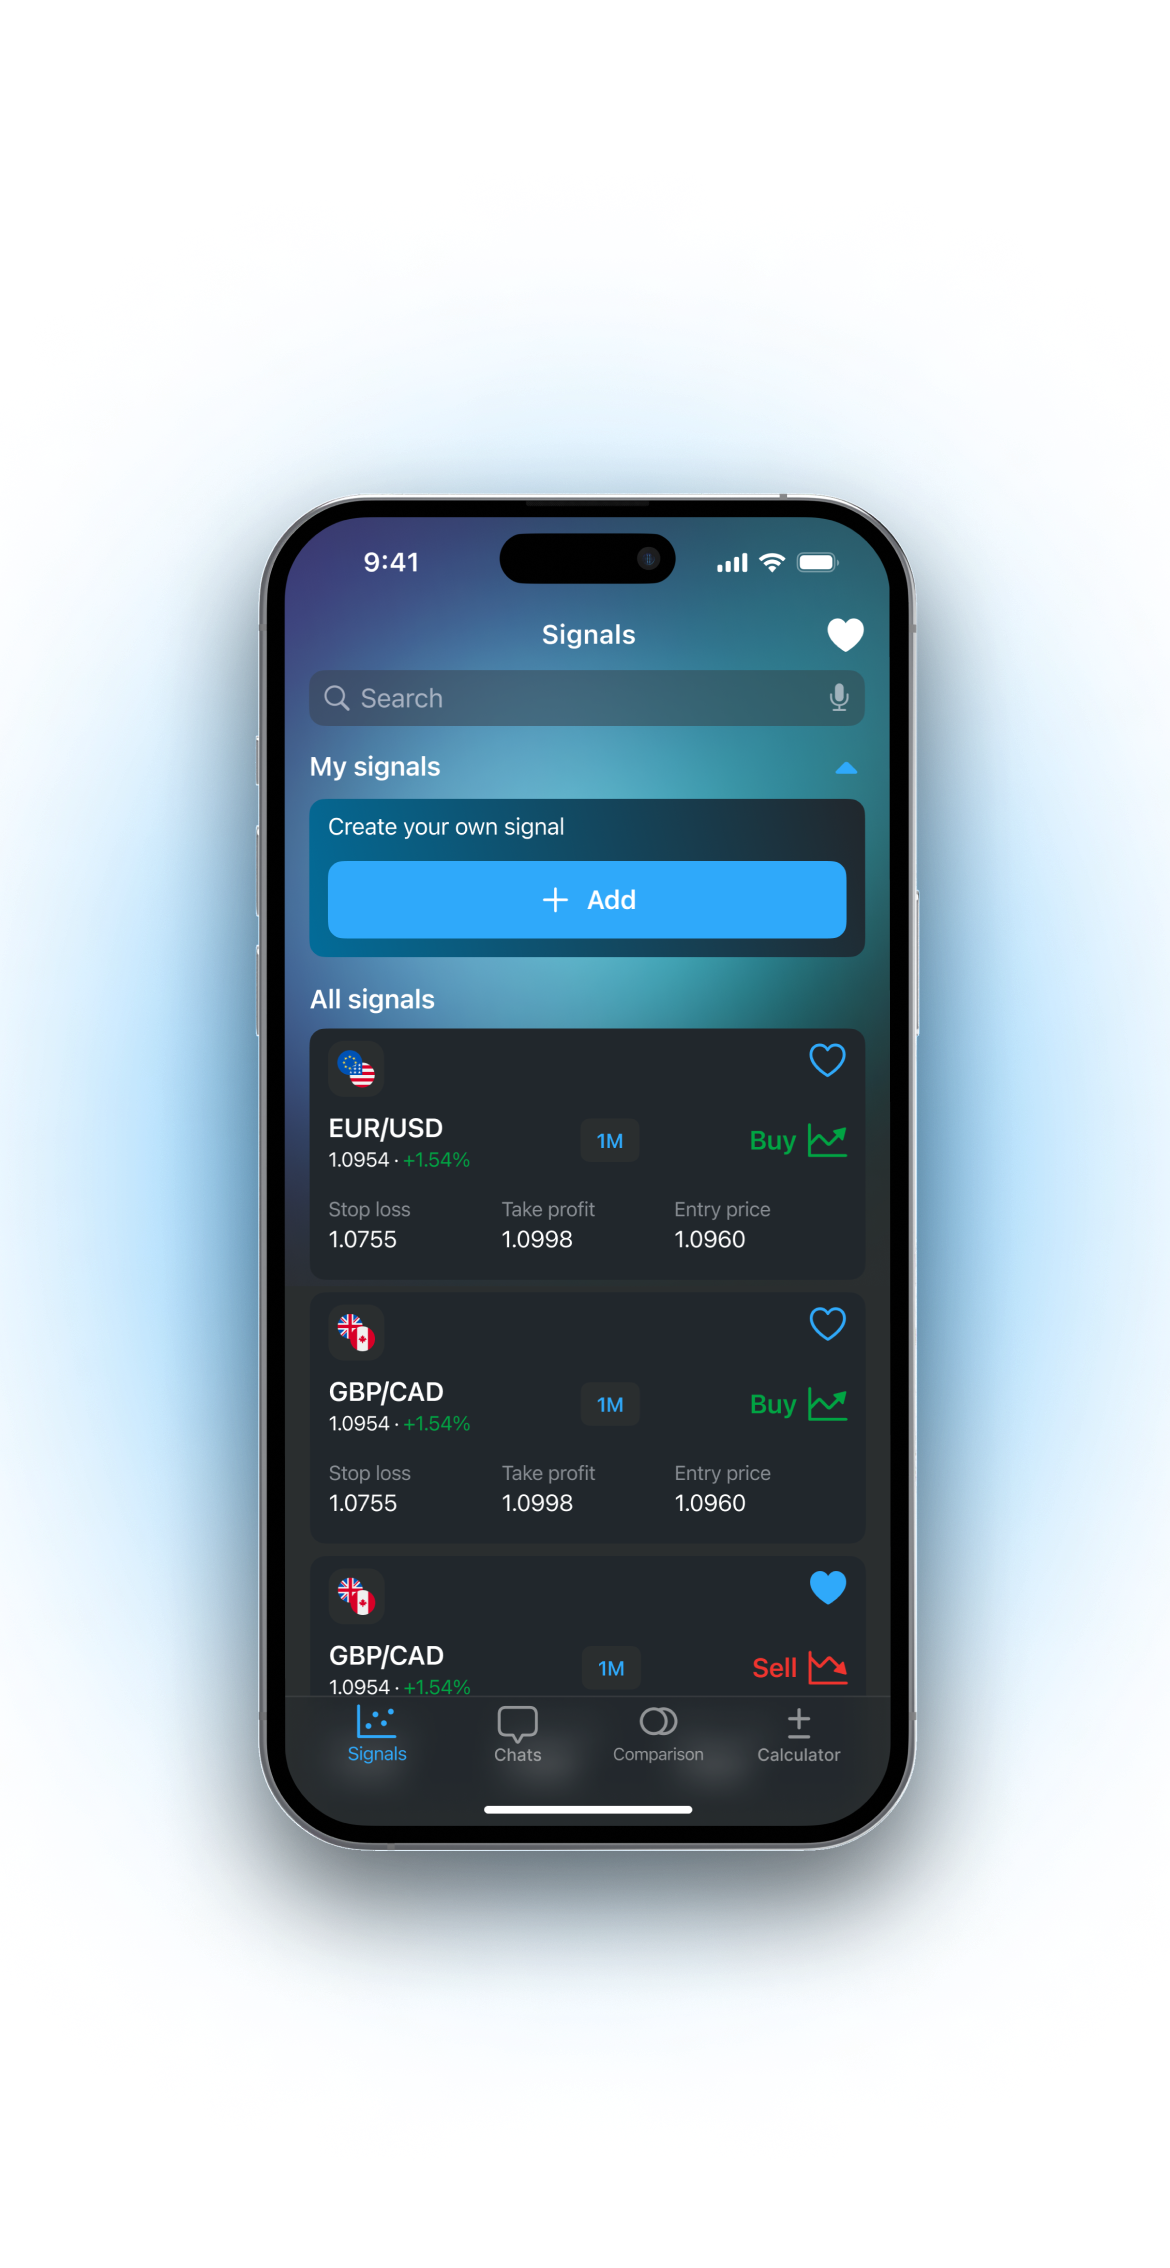 9:41
Signals
Search
My signals
Create your own signal
+ Add
All signals
EUR/USD
1.0954 · +1.54%
1M
Buy
Stop loss Take profit Entry price
1.0755 1.0998 1.0960
GBP/CAD
1.0954 · +1.54%
1M
Buy
Stop loss Take profit Entry price
1.0755 1.0998 1.0960
GBP/CAD
1.0954 · +1.54%
1M
Sell
Signals Chats Comparison Calculator